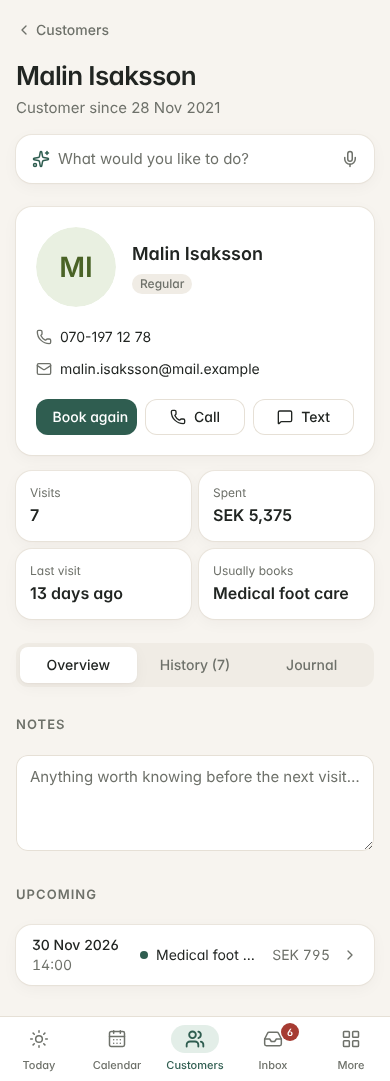 Customers
Malin Isaksson
Customer since 28 Nov 2021
What would you like to do?
MI
Malin Isaksson
Regular
070-197 12 78
malin.isaksson@mail.example
Book again
Call
Text
Visits
7
Spent
SEK 5,375
Last visit
13 days ago
Usually books
Medical foot care
Overview
History (7)
Journal
NOTES
Anything worth knowing before the next visit...
UPCOMING
30 Nov 2026
14:00
Medical foot ...
SEK 795
Today
Calendar
Customers
6
Inbox
More